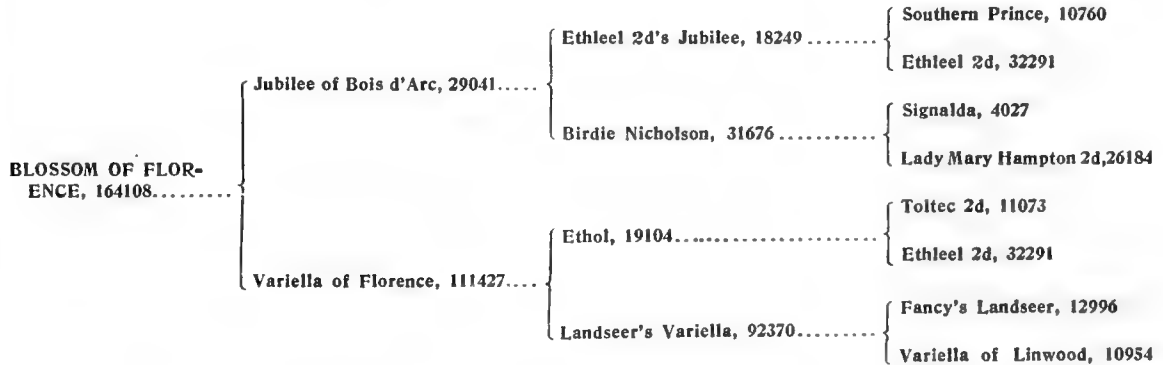 Southern Prince, 10760
Ethleel 2d's Jubilee, 18249
Ethleel 2d, 32291
Jubilee of Bois d'Arc, 29041
Signalda, 4027
Birdie Nicholson, 31676
Lady Mary Hampton 2d,26184
BLOSSOM OF FLOR-
ENCE, 164108
Toltec 2d, 11073
Ethol, 19104
Ethleel 2d, 32291
Variella of Florence, 111427
Fancy's Landseer, 12996
Landseer's Variella, 92370
Variella of Linwood, 10954